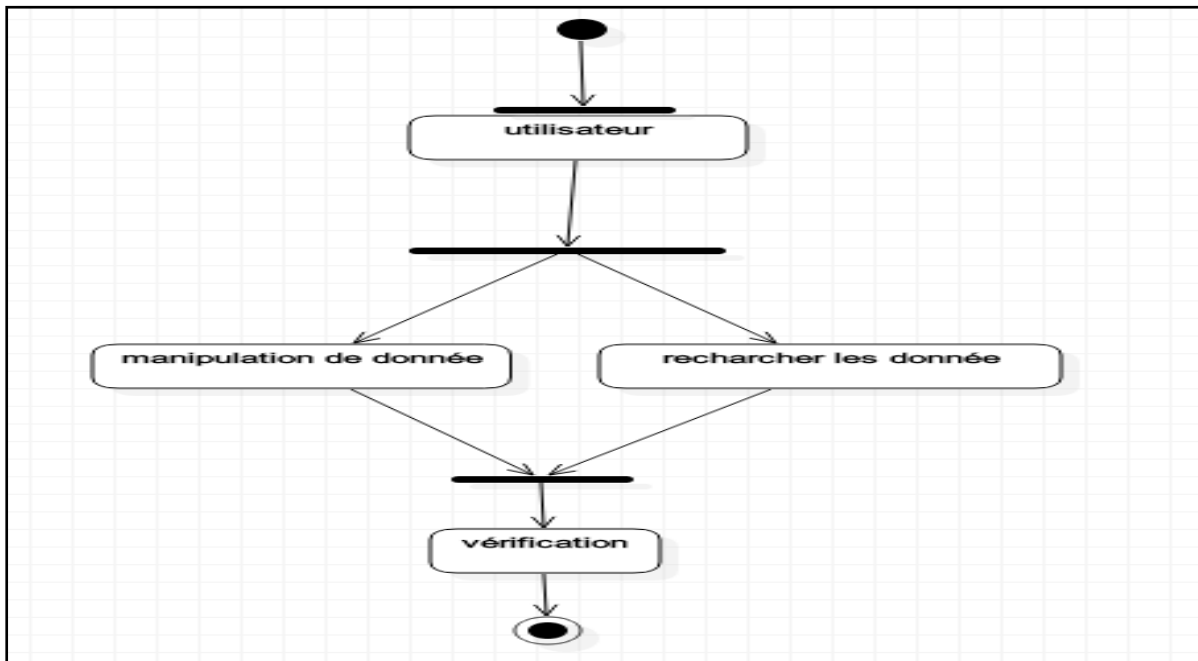 utilisateur
manipulation de donnée
recharcher les donnée
vérification